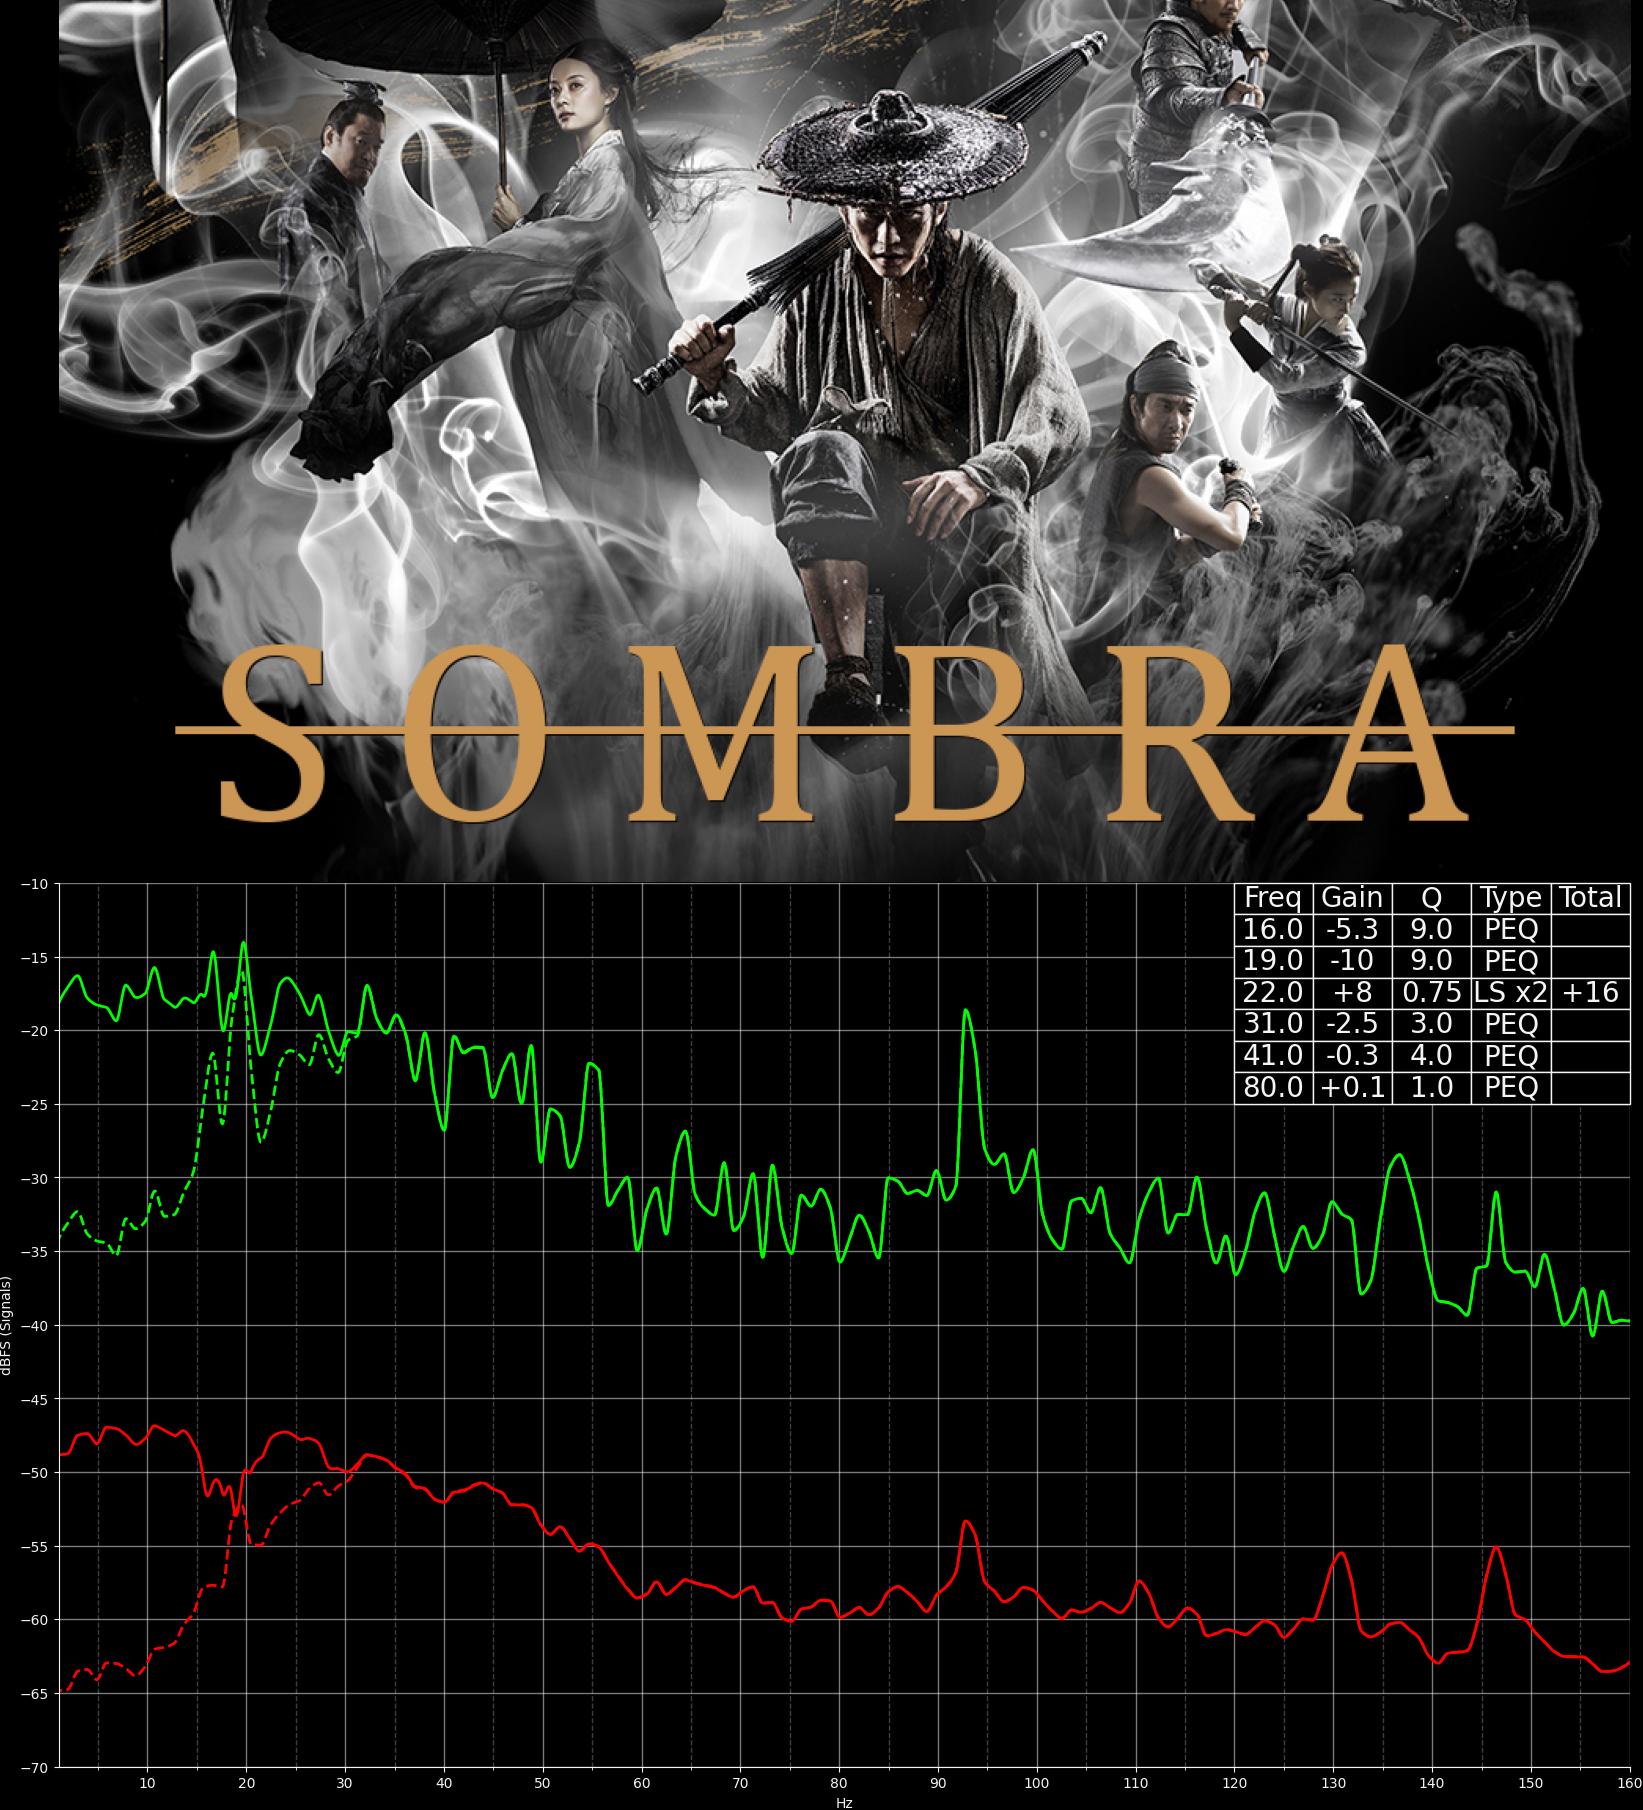 SOMBRA
−10
Freq Gain Q Type Total
16.0 -5.3 9.0 PEQ
19.0 -10 9.0 PEQ
22.0 +8 0.75 LS x2 +16
31.0 -2.5 3.0 PEQ
41.0 -0.3 4.0 PEQ
80.0 +0.1 1.0 PEQ
−15
−20
−25
−30
−35
−40
−45
−50
−55
−60
−65
−70
dBFS (Signals)
10 20 30 40 50 60 70 80 90 100 110 120 130 140 150 160
Hz